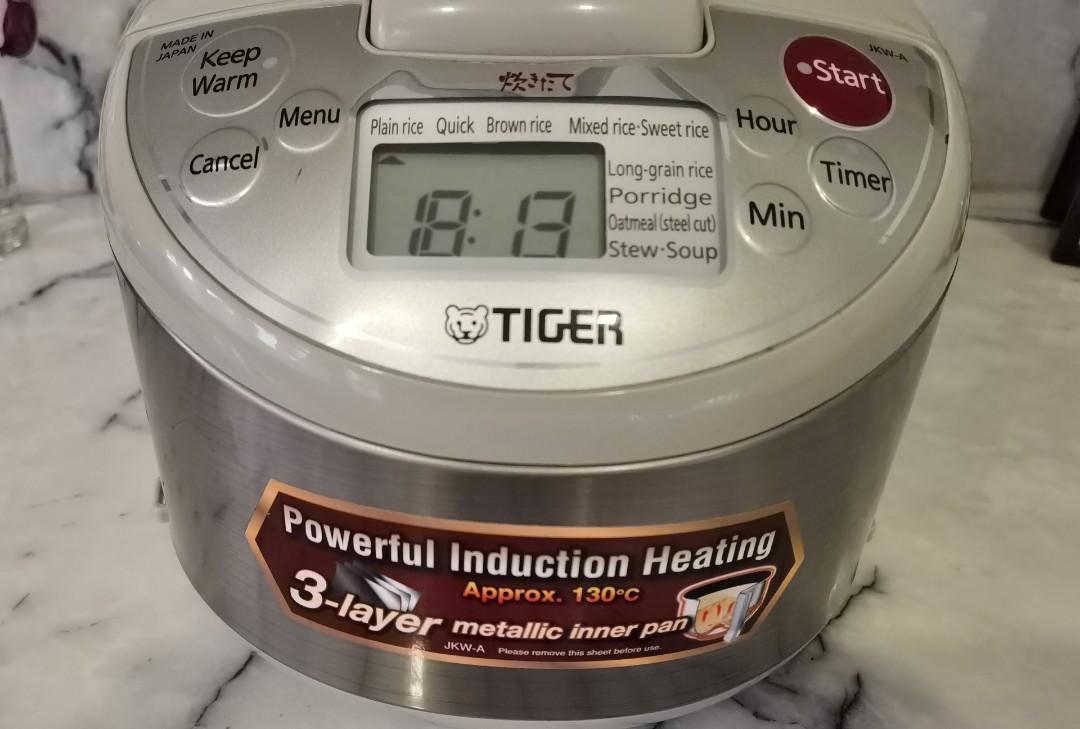 MADE IN
JAPAN
Keep
Warm
Menu
Cancel
炊きたて
Plain rice Quick Brown rice Mixed rice·Sweet rice
Long-grain rice
Porridge
Oatmeal (steel cut)
Stew·Soup
18:13
Hour
Min
JKW-A
Start
Timer
TIGER
Powerful Induction Heating
Approx. 130°C
3-layer metallic inner pan
JKW-A Please remove this sheet before use.